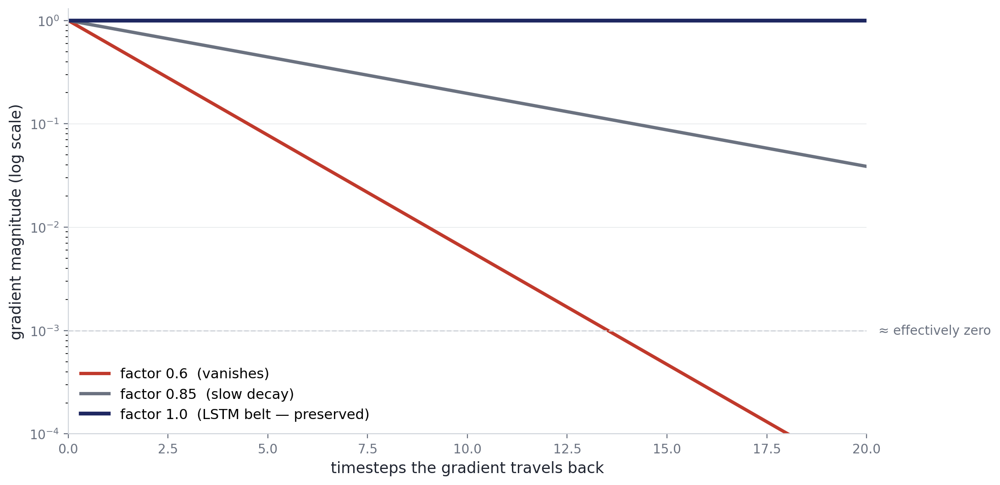 gradient magnitude (log scale)
10⁰
10⁻¹
10⁻²
10⁻³
10⁻⁴
≈ effectively zero
factor 0.6 (vanishes)
factor 0.85 (slow decay)
factor 1.0 (LSTM belt — preserved)
0.0 2.5 5.0 7.5 10.0 12.5 15.0 17.5 20.0
timesteps the gradient travels back